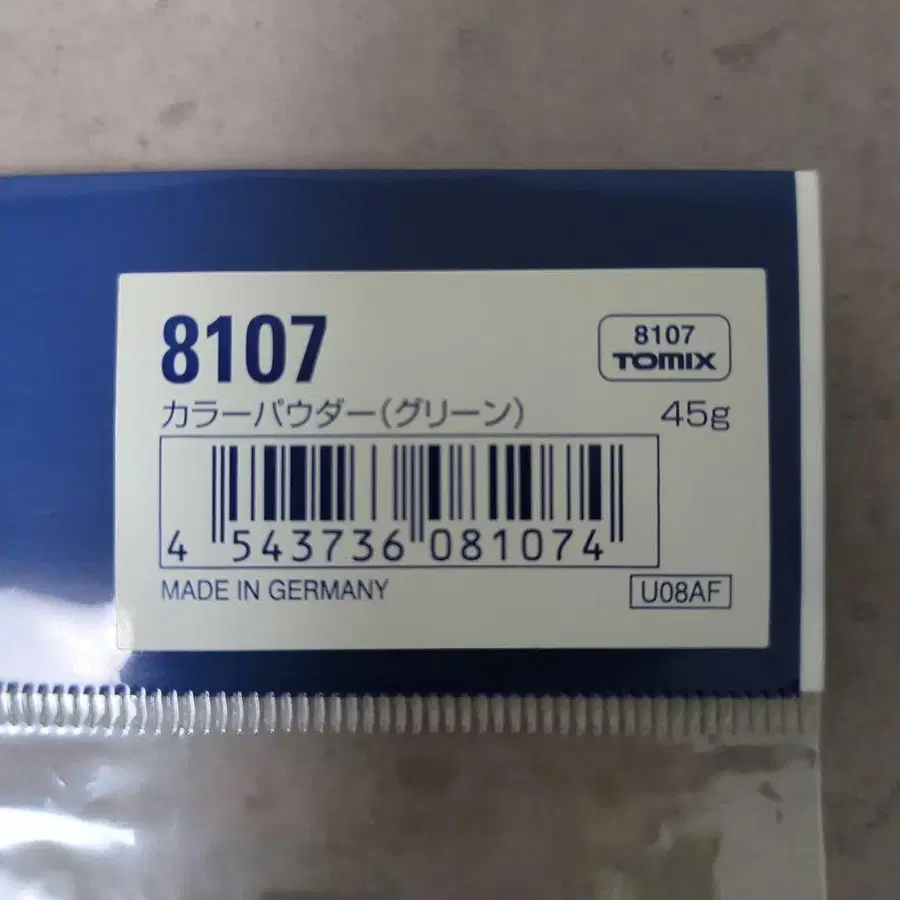 8107
8107
TOMIX
カラーパウダー(グリーン) 45g
4 543736 081074
MADE IN GERMANY U08AF